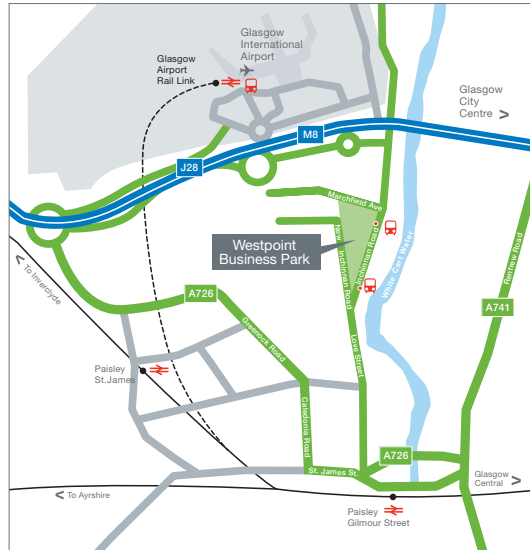 Glasgow
International
Airport
Glasgow
Airport
Rail Link
Glasgow
City
Centre >
M8
J28
Marchfield Ave
Westpoint
Business Park
New Inchinnan Road
Inchinnan Road
White Cart Water
Renfrew Road
< To Inverclyde
A726
A741
Greenock Road
Love Street
Paisley
St.James
Caledonia Road
A726
St. James St.
Glasgow
Central >
< To Ayrshire
Paisley
Gilmour Street